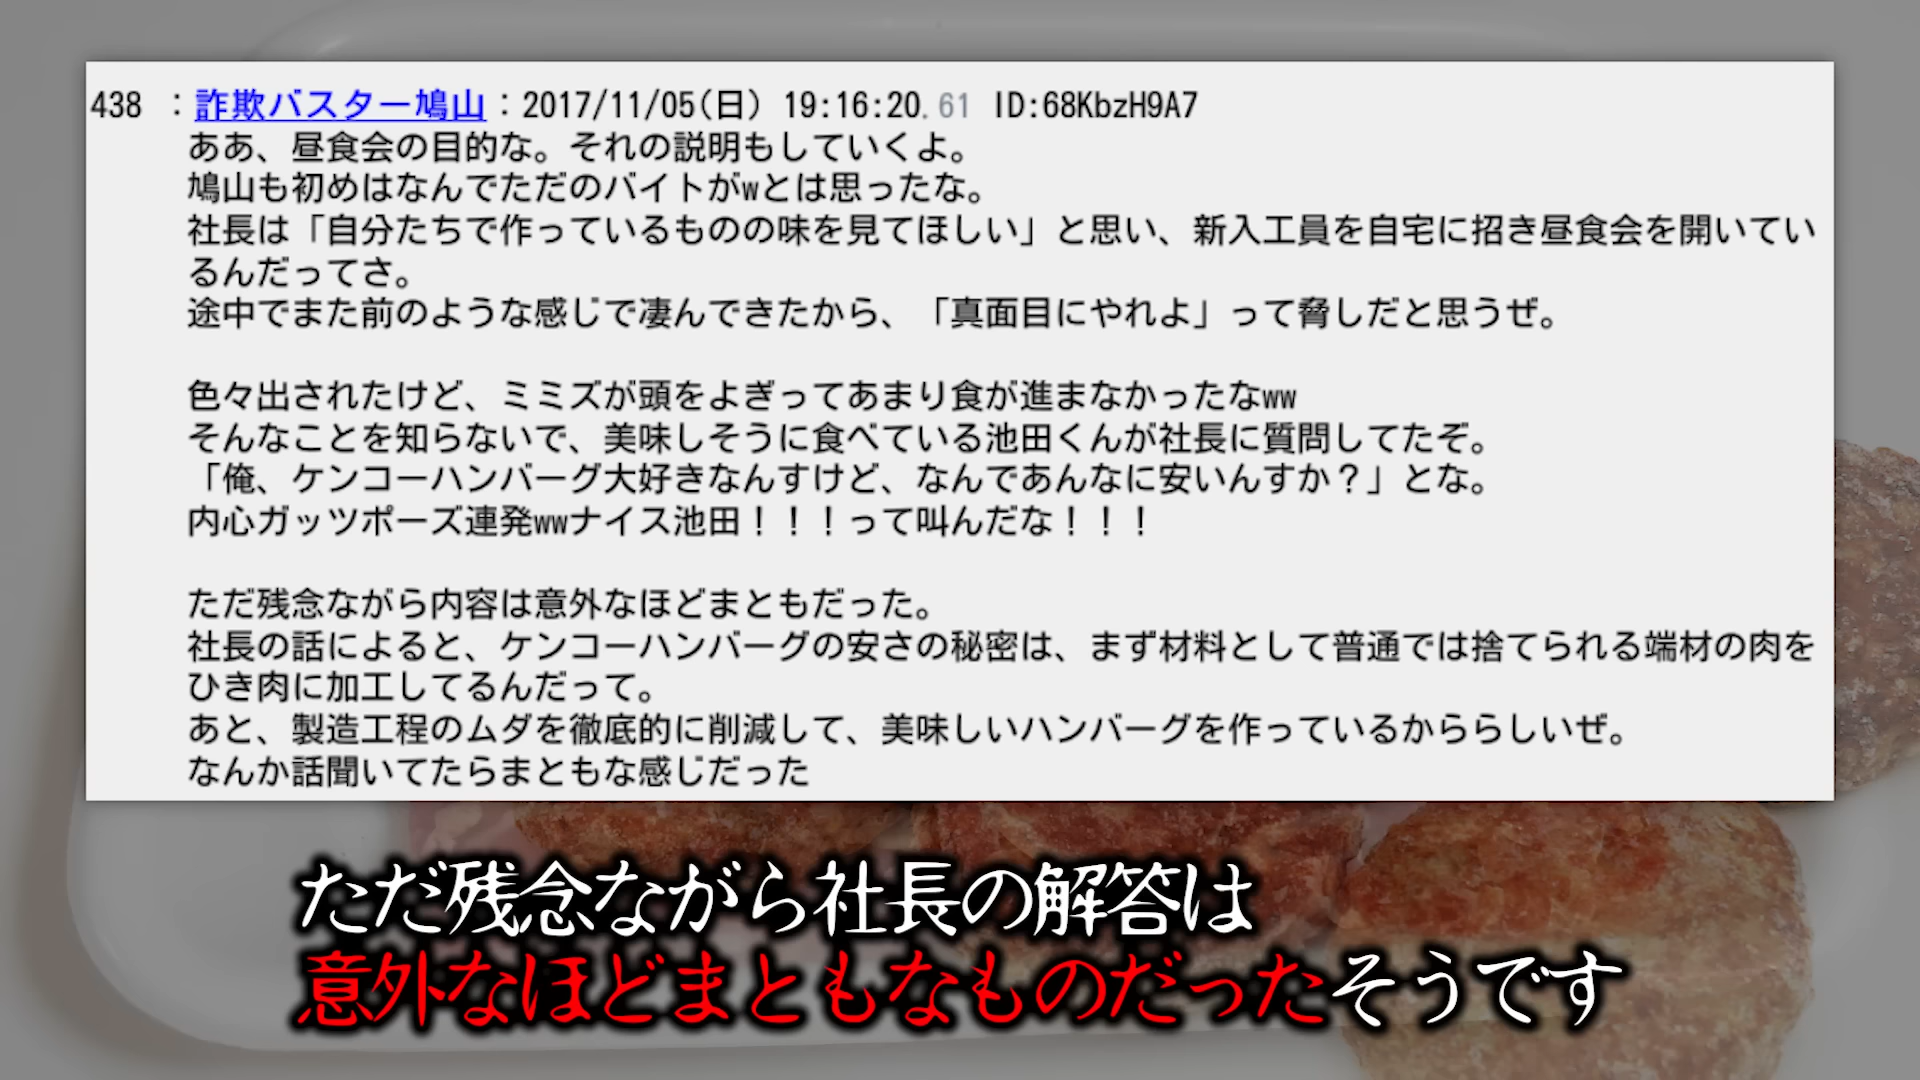 438 ：詐欺バスター鳩山：2017/11/05(日) 19:16:20.61 ID:68KbzH9A7
ああ、昼食会の目的な。それの説明もしていくよ。
鳩山も初めはなんでただのバイトがwとは思ったな。
社長は「自分たちで作っているものの味を見てほしい」と思い、新入工員を自宅に招き昼食会を開いてい
るんだってさ。
途中でまた前のような感じで凄んできたから、「真面目にやれよ」って脅しだと思うぜ。
色々出されたけど、ミミズが頭をよぎってあまり食が進まなかったなww
そんなことを知らないで、美味しそうに食べている池田くんが社長に質問してたぞ。
「俺、ケンコーハンバーグ大好きなんすけど、なんであんなに安いんすか？」とな。
内心ガッツポーズ連発wwナイス池田！！！って叫んだな！！！
ただ残念ながら内容は意外なほどまともだった。
社長の話によると、ケンコーハンバーグの安さの秘密は、まず材料として普通では捨てられる端材の肉を
ひき肉に加工してるんだって。
あと、製造工程のムダを徹底的に削減して、美味しいハンバーグを作っているかららしいぜ。
なんか話聞いてたらまともな感じだった
ただ残念ながら社長の解答は
意外なほどまともなものだったそうです